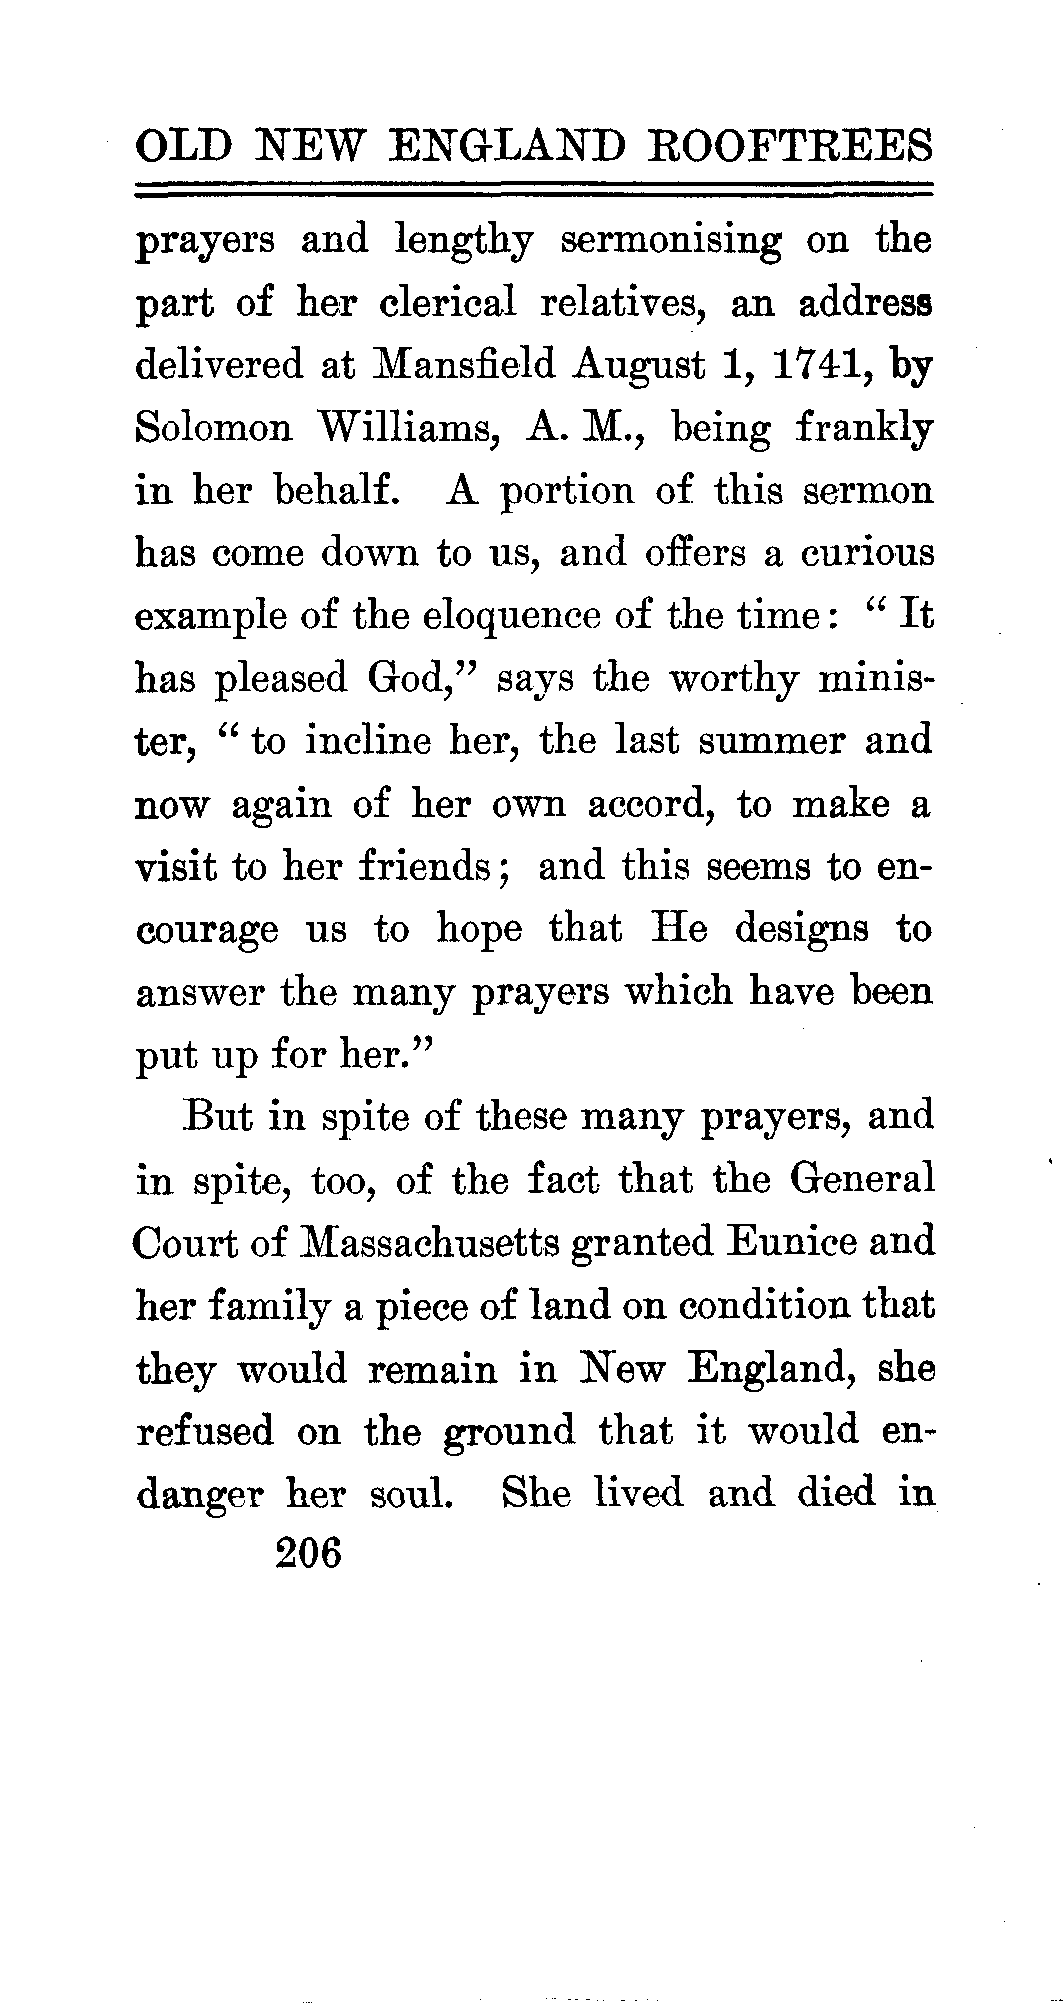 OLD NEW ENGLAND ROOFTREES
prayers and lengthy sermonising on the
part of her clerical relatives, an address
delivered at Mansfield August 1, 1741, by
Solomon Williams, A. M., being frankly
in her behalf. A portion of this sermon
has come down to us, and offers a curious
example of the eloquence of the time: " It
has pleased God," says the worthy minis-
ter, " to incline her, the last summer and
now again of her own accord, to make a
visit to her friends; and this seems to en-
courage us to hope that He designs to
answer the many prayers which have been
put up for her."
But in spite of these many prayers, and
in spite, too, of the fact that the General
Court of Massachusetts granted Eunice and
her family a piece of land on condition that
they would remain in New England, she
refused on the ground that it would en-
danger her soul. She lived and died in
206